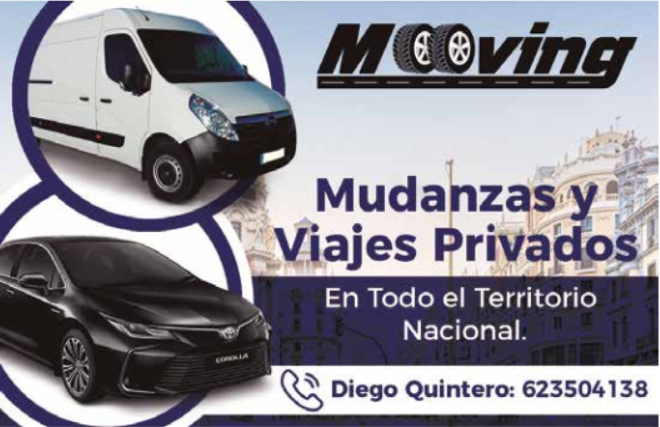 Mooving
Mudanzas y
Viajes Privados
En Todo el Territorio
Nacional.
Diego Quintero: 623504138
COROLLA